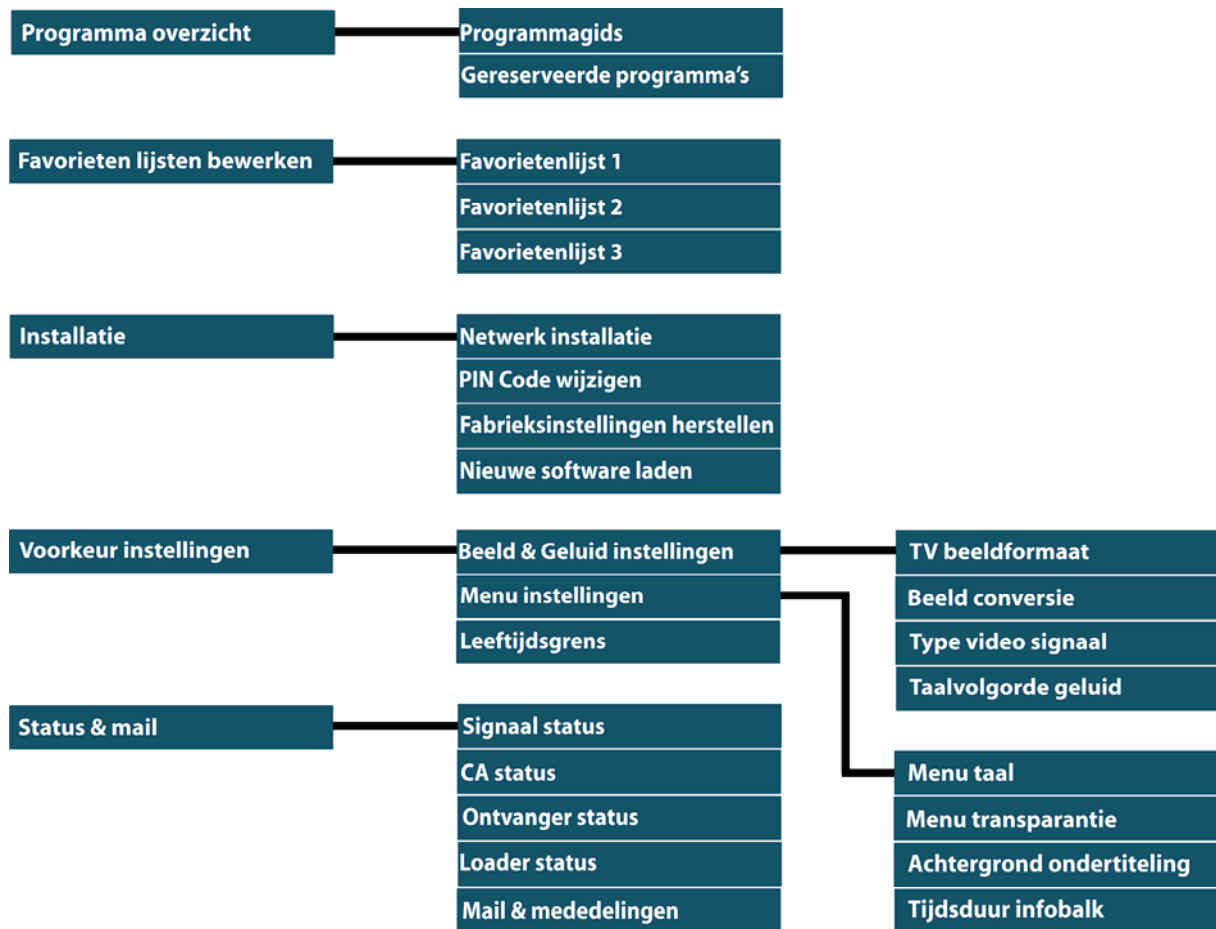 Programma overzicht
Programmagids
Gereserveerde programma's
Favorieten lijsten bewerken
Favorietenlijst 1
Favorietenlijst 2
Favorietenlijst 3
Installatie
Netwerk installatie
PIN Code wijzigen
Fabrieksinstellingen herstellen
Nieuwe software laden
Voorkeur instellingen
Beeld & Geluid instellingen
Menu instellingen
Leeftijdsgrens
TV beeldformaat
Beeld conversie
Type video signaal
Taalvolgorde geluid
Status & mail
Signaal status
CA status
Ontvanger status
Loader status
Mail & mededelingen
Menu taal
Menu transparantie
Achtergrond ondertiteling
Tijdsduur infobalk